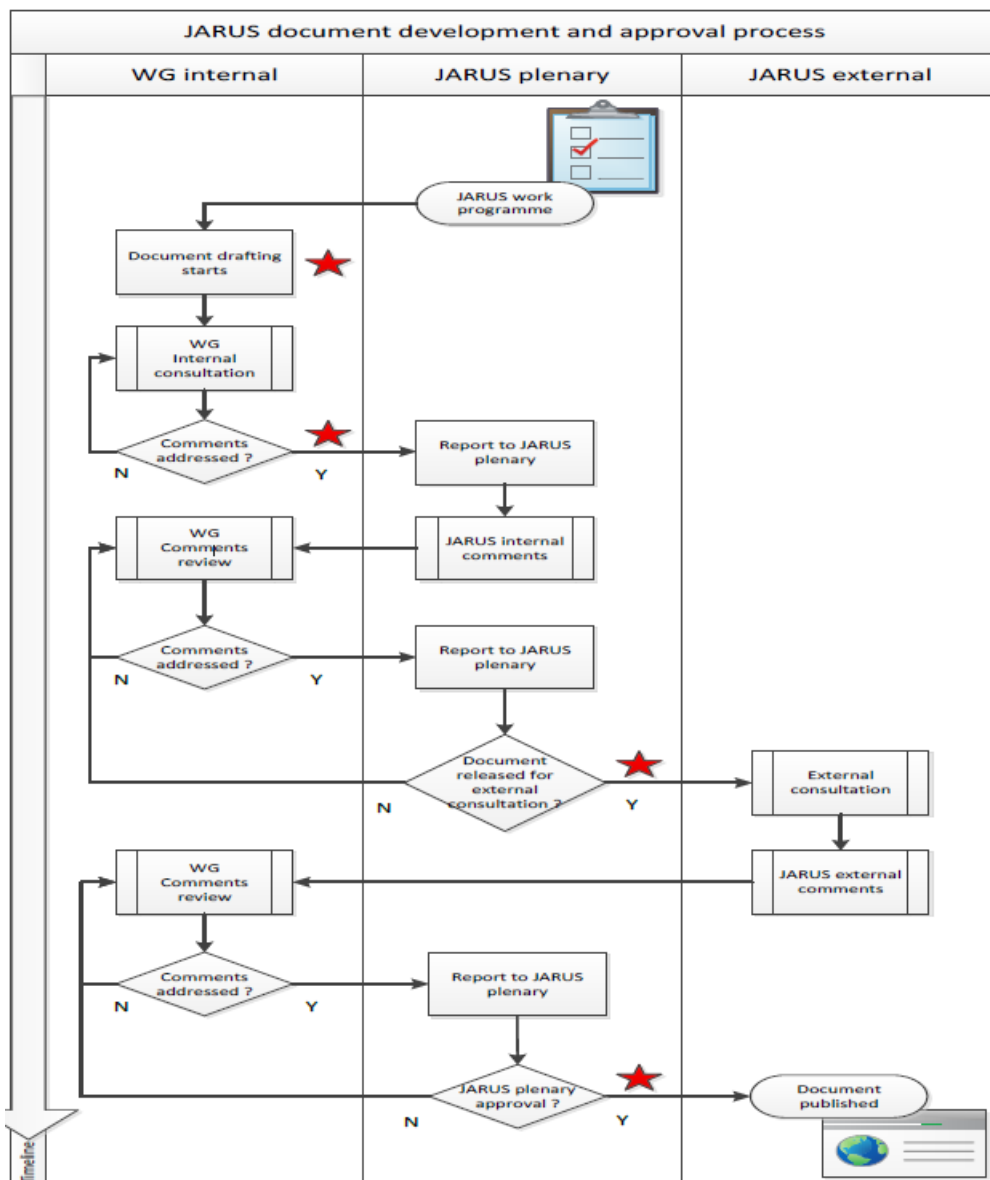 JARUS document development and approval process
WG internal
JARUS plenary
JARUS external
JARUS work
programme
Document drafting
starts
WG
Internal
consultation
Comments
addressed ?
N
Y
Report to JARUS
plenary
WG
Comments
review
JARUS internal
comments
Comments
addressed ?
N
Y
Report to JARUS
plenary
Document
released for
external
consultation ?
N
Y
External
consultation
WG
Comments
review
JARUS external
comments
Comments
addressed ?
N
Y
Report to JARUS
plenary
JARUS plenary
approval ?
N
Y
Document
published
Timeline